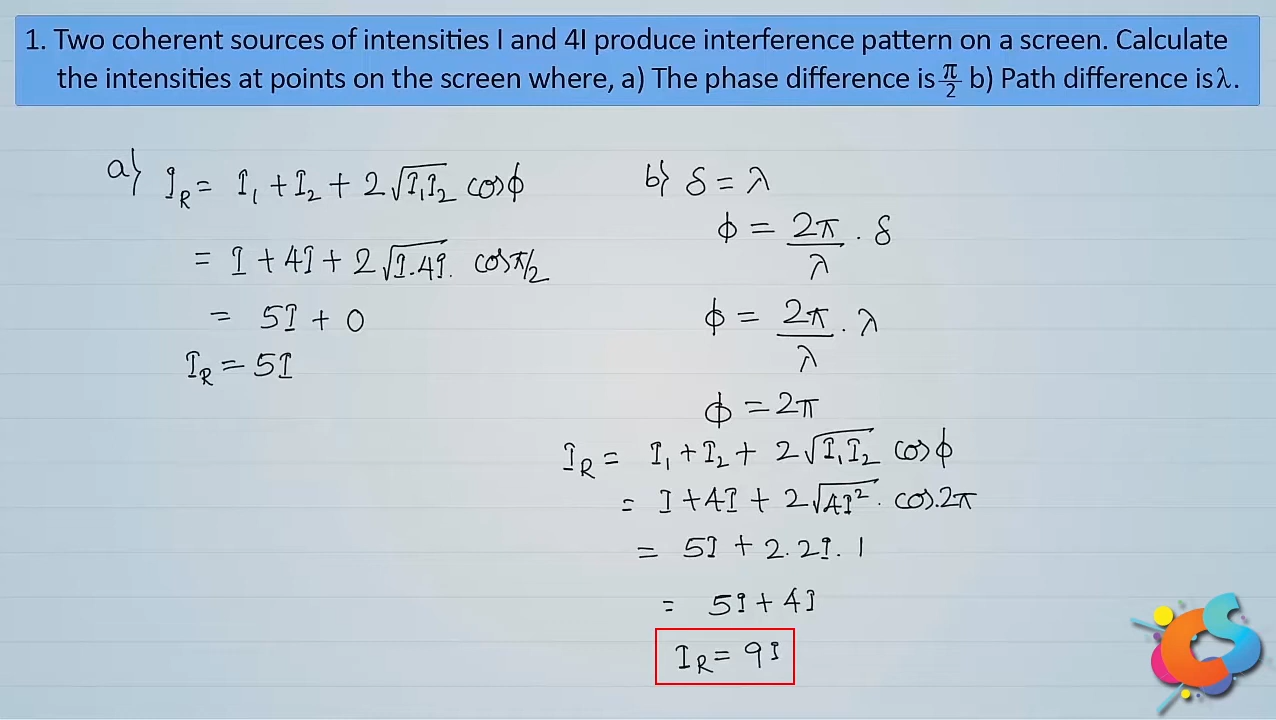 1. Two coherent sources of intensities I and 4I produce interference pattern on a screen. Calculate
the intensities at points on the screen where, a) The phase difference is π/2 b) Path difference is λ.
a) I_R = I₁ + I₂ + 2√(I₁I₂) cosϕ
= I + 4I + 2√(I.4I). cosπ/2
= 5I + 0
I_R = 5I
b) δ = λ
ϕ = 2π/λ . δ
ϕ = 2π/λ . λ
ϕ = 2π
I_R = I₁ + I₂ + 2√(I₁I₂) cosϕ
= I + 4I + 2√(4I²) . cos.2π
= 5I + 2.2I.1
= 5I + 4I
I_R = 9I
CS